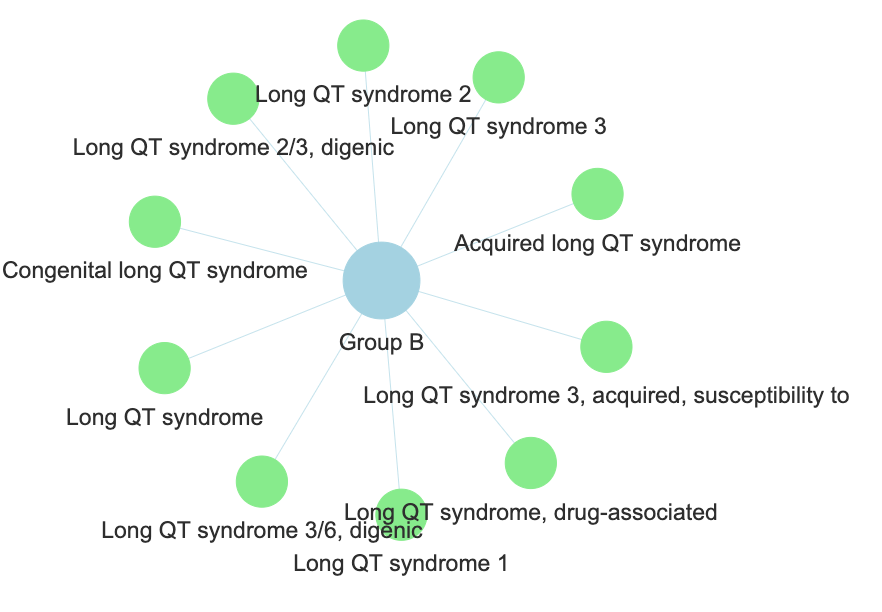 Long QT syndrome 2
Long QT syndrome 3
Long QT syndrome 2/3, digenic
Acquired long QT syndrome
Congenital long QT syndrome
Group B
Long QT syndrome 3, acquired, susceptibility to
Long QT syndrome
Long QT syndrome, drug-associated
Long QT syndrome 3/6, digenic
Long QT syndrome 1